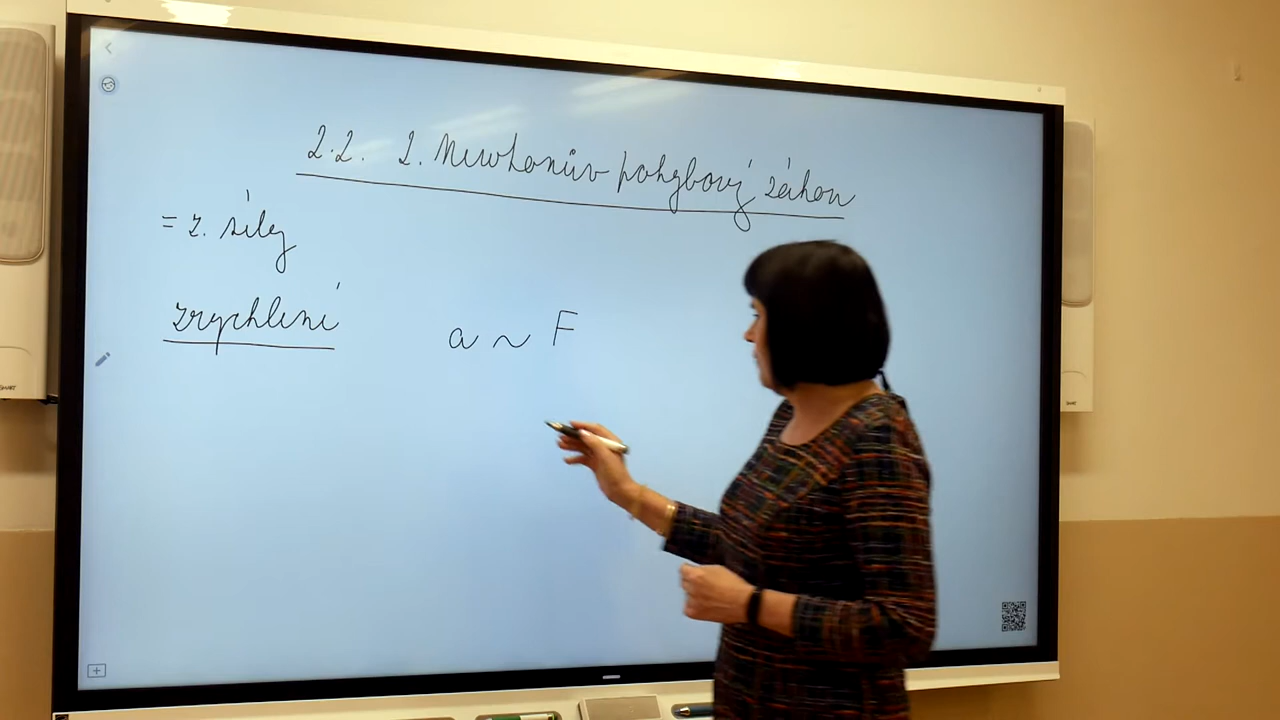 2.2. 2. Newtonův pohybový zákon
= z. síly
zrychlení
a ~ F